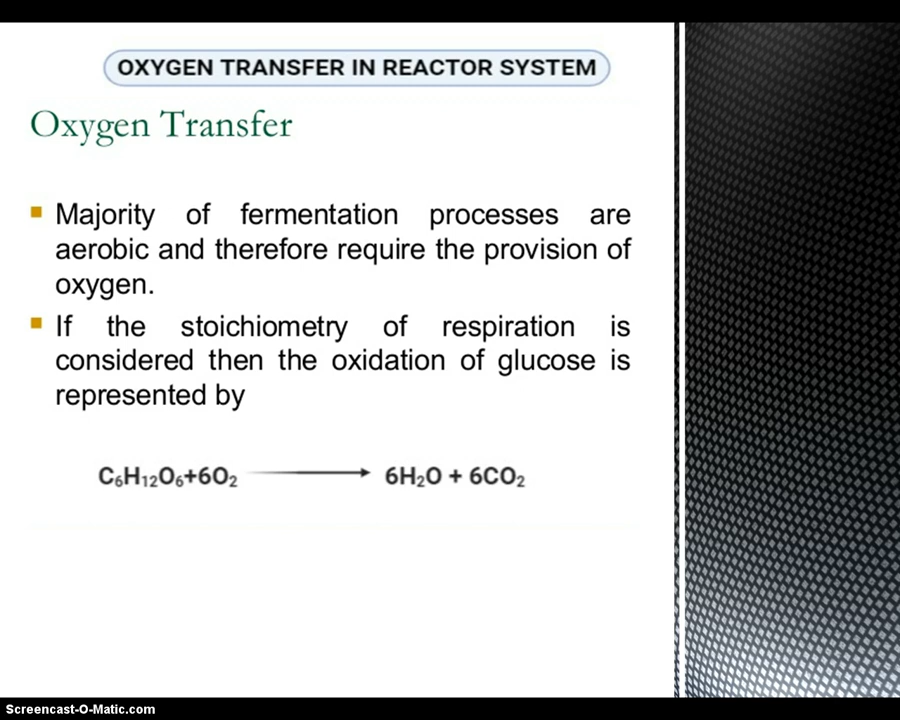 OXYGEN TRANSFER IN REACTOR SYSTEM
Oxygen Transfer
Majority of fermentation processes are
aerobic and therefore require the provision of
oxygen.
If the stoichiometry of respiration is
considered then the oxidation of glucose is
represented by
C₆H₁₂O₆+6O₂ ⟶ 6H₂O + 6CO₂
Screencast-O-Matic.com